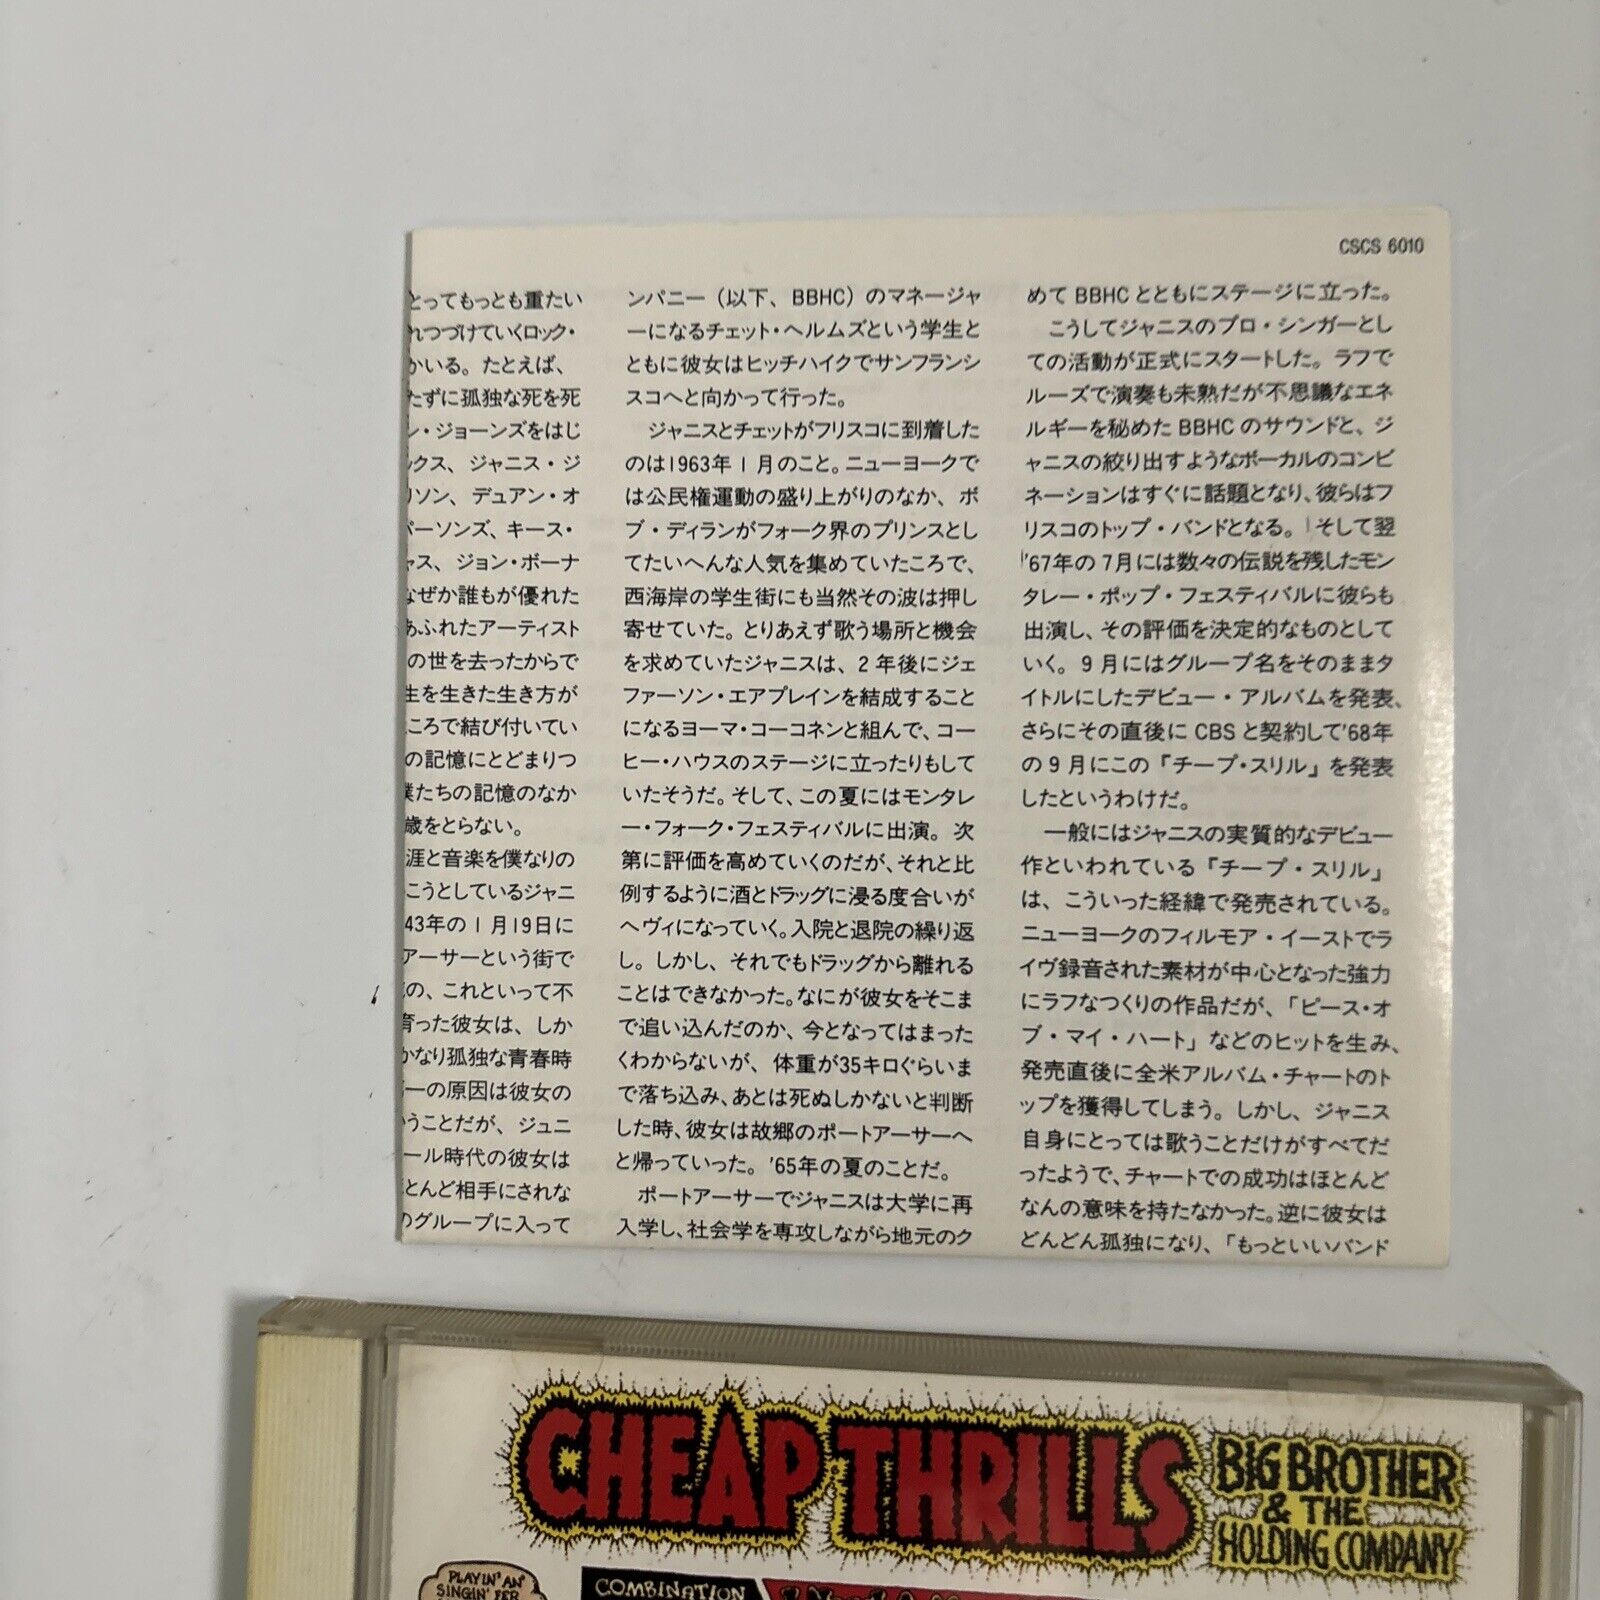 CSCS 6010
とってもっとも重たい
れつづけていくロック・
かいる。たとえば、
たずに孤独な死を死
ン・ジョーンズをはじ
ックス、ジャニス・ジ
リソン、デュアン・オ
パーソンズ、キース・
ャス、ジョン・ボーナ
なぜか誰もが優れた
あふれたアーティスト
の世を去ったからで
生を生きた生き方が
ころで結び付いてい
の記憶にとどまりつ
僕たちの記憶のなか
歳をとらない。
涯と音楽を僕なりの
こうとしているジャニ
43年の1月19日に
アーサーという街で
の、これといって不
育った彼女は、しか
かなり孤独な青春時
一の原因は彼女の
うことだが、ジュニ
ール時代の彼女は
とんど相手にされな
のグループに入って
ンパニー（以下、BBHC）のマネージャ
ーになるチェット・ヘルムズという学生と
ともに彼女はヒッチハイクでサンフランシ
スコへと向かって行った。
ジャニスとチェットがフリスコに到着した
のは1963年1月のこと。ニューヨークで
は公民権運動の盛り上がりのなか、ボ
ブ・ディランがフォーク界のプリンスとし
てたいへんな人気を集めていたころで、
西海岸の学生街にも当然その波は押し
寄せていた。とりあえず歌う場所と機会
を求めていたジャニスは、2年後にジェ
ファーソン・エアプレインを結成すること
になるヨーマ・コーコネンと組んで、コー
ヒー・ハウスのステージに立ったりもして
いたそうだ。そして、この夏にはモンタレ
ー・フォーク・フェスティバルに出演。次
第に評価を高めていくのだが、それと比
例するように酒とドラッグに浸る度合いが
ヘヴィになっていく。入院と退院の繰り返
し。しかし、それでもドラッグから離れる
ことはできなかった。なにが彼女をそこま
で追い込んだのか、今となってはまった
くわからないが、体重が35キロぐらいま
で落ち込み、あとは死ぬしかないと判断
した時、彼女は故郷のポートアーサーへ
と帰っていった。'65年の夏のことだ。
ポートアーサーでジャニスは大学に再
入学し、社会学を専攻しながら地元のク
めてBBHCとともにステージに立った。
こうしてジャニスのプロ・シンガーとし
ての活動が正式にスタートした。ラフで
ルーズで演奏も未熟だが不思議なエネ
ルギーを秘めたBBHCのサウンドと、ジ
ャニスの絞り出すようなボーカルのコンビ
ネーションはすぐに話題となり、彼らはフ
リスコのトップ・バンドとなる。そして翌
'67年の7月には数々の伝説を残したモン
タレー・ポップ・フェスティバルに彼らも
出演し、その評価を決定的なものとして
いく。9月にはグループ名をそのままタ
イトルにしたデビュー・アルバムを発表、
さらにその直後にCBSと契約して'68年
の9月にこの『チープ・スリル』を発表
したというわけだ。
一般にはジャニスの実質的なデビュー
作といわれている『チープ・スリル』
は、こういった経緯で発売されている。
ニューヨークのフィルモア・イーストでラ
イヴ録音された素材が中心となった強力
にラフなつくりの作品だが、「ピース・オ
ブ・マイ・ハート」などのヒットを生み、
発売直後に全米アルバム・チャートのト
ップを獲得してしまう。しかし、ジャニス
自身にとっては歌うことだけがすべてだ
ったようで、チャートでの成功はほとんど
なんの意味を持たなかった。逆に彼女は
どんどん孤独になり、「もっといいバンド
CHEAP THRILLS
BIG BROTHER
& THE
HOLDING COMPANY
PLAYIN' AN'
SINGIN' FER
COMBINATION